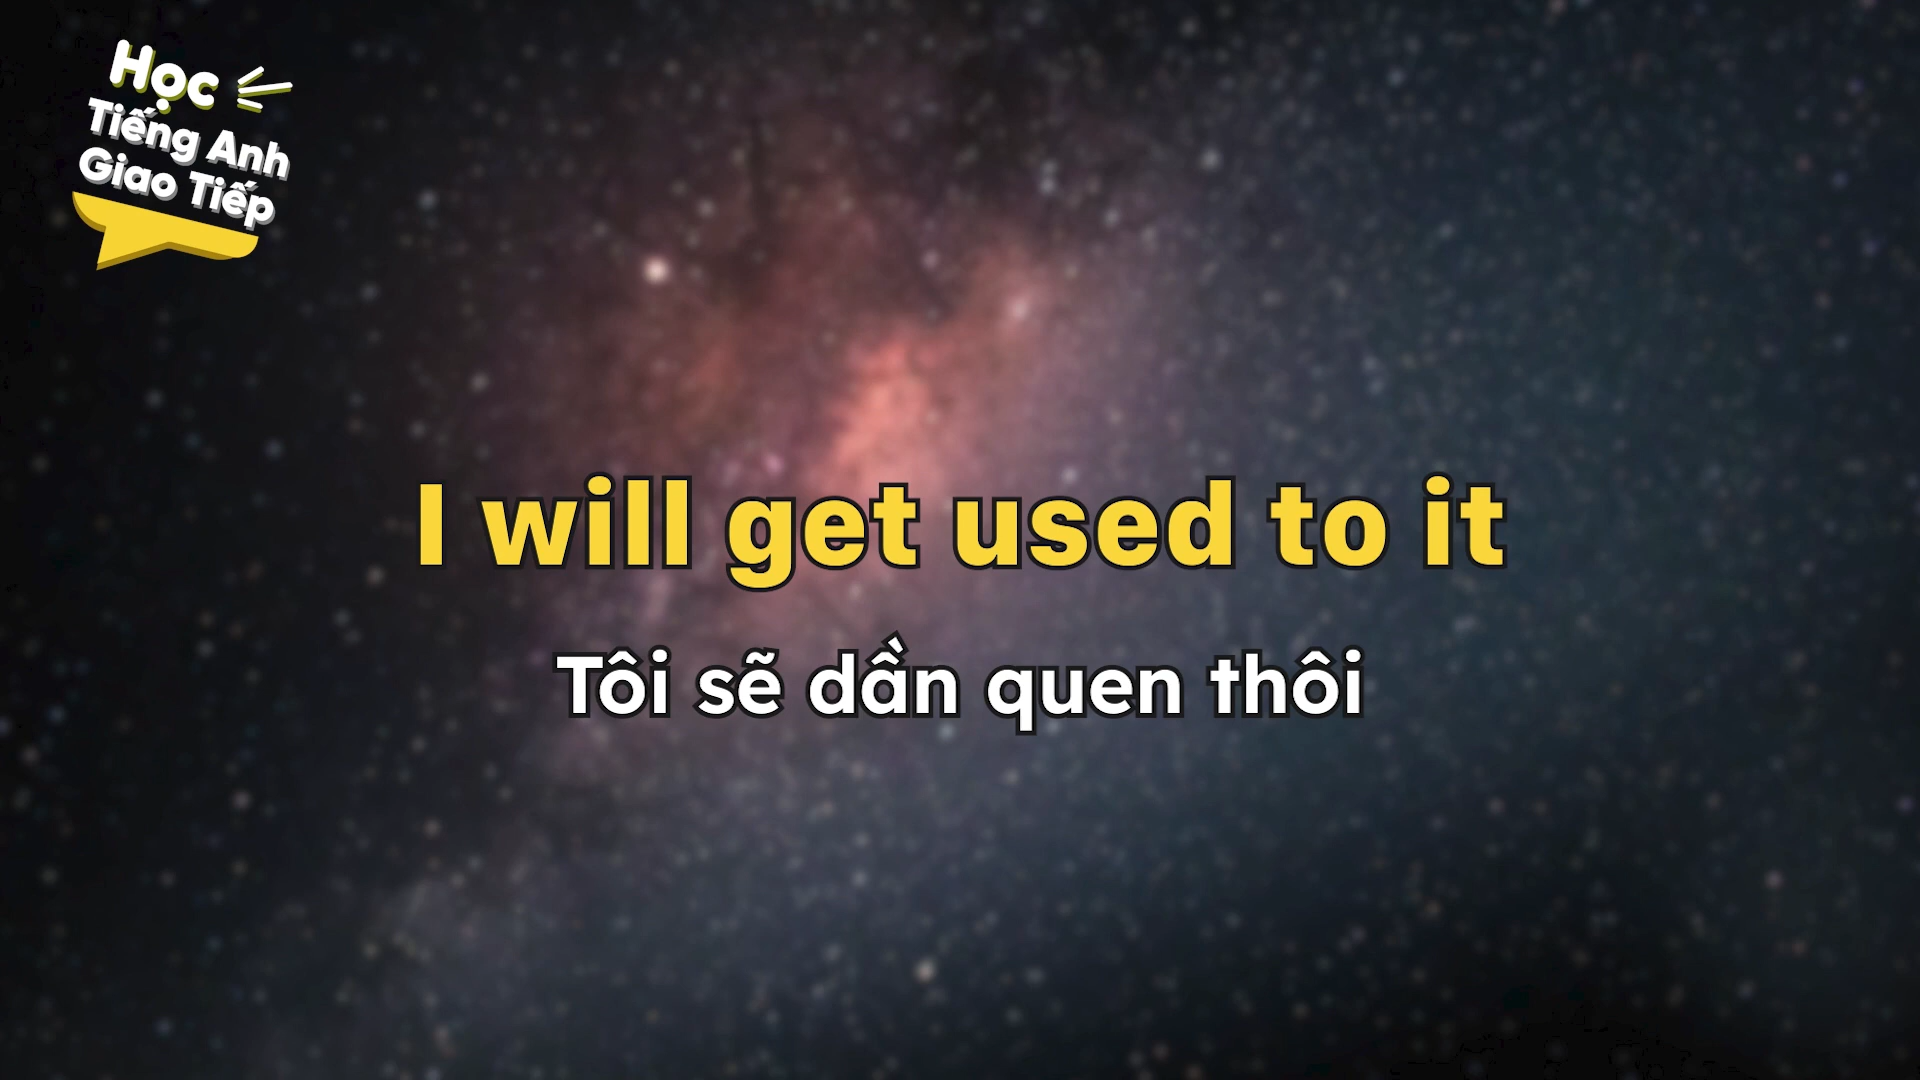 Học
Tiếng Anh
Giao Tiếp
I will get used to it
Tôi sẽ dần quen thôi